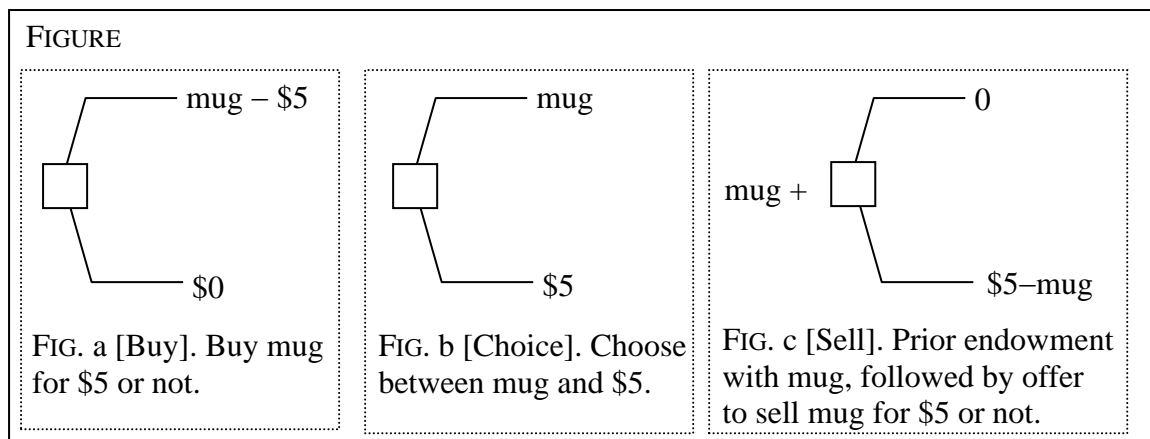 FIGURE
mug – $5
$0
FIG. a [Buy]. Buy mug
for $5 or not.
mug
$5
FIG. b [Choice]. Choose
between mug and $5.
0
mug +
$5–mug
FIG. c [Sell]. Prior endowment
with mug, followed by offer
to sell mug for $5 or not.